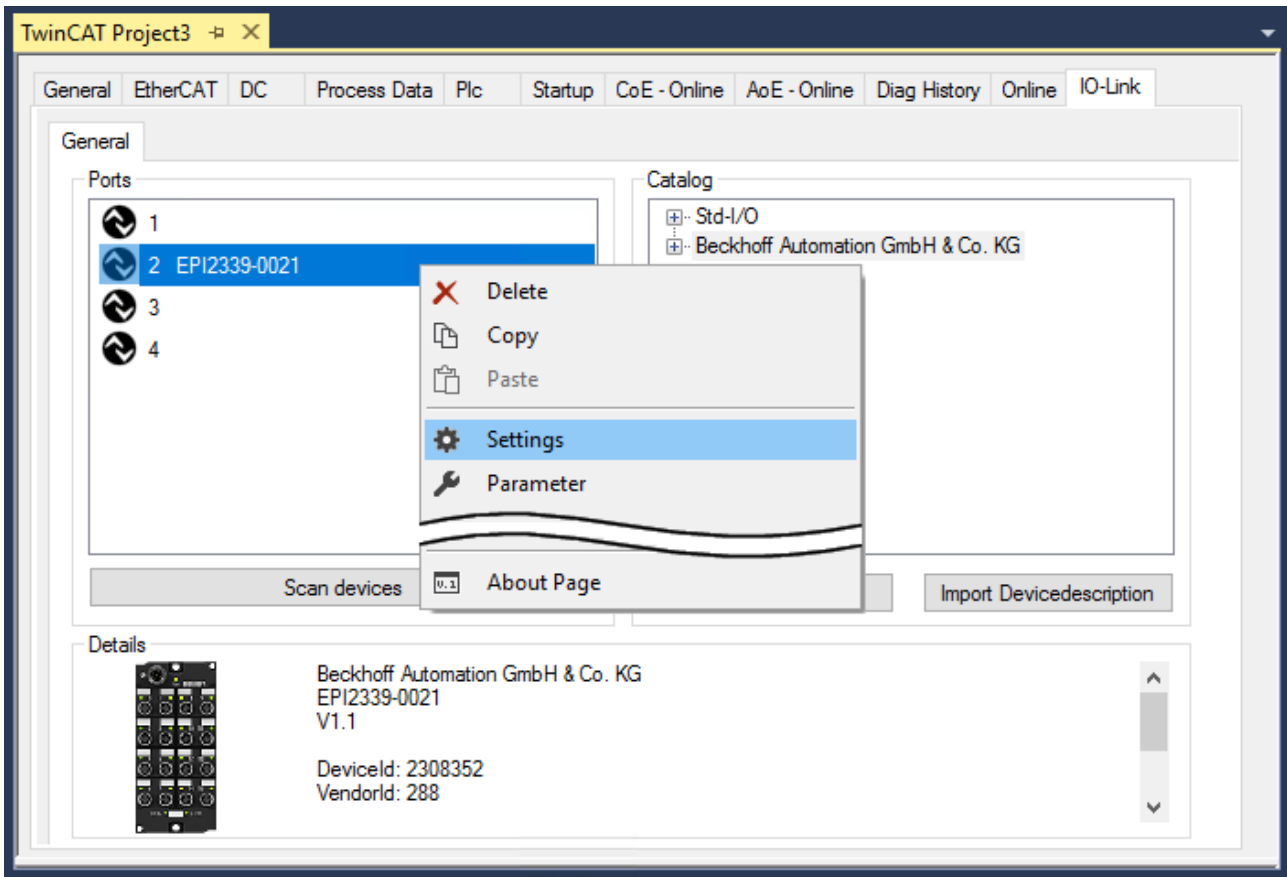 TwinCAT Project3
General EtherCAT DC Process Data Plc Startup CoE - Online AoE - Online Diag History Online IO-Link
General
Ports
Catalog
1
2 EPI2339-0021
3
4
Std-I/O
Beckhoff Automation GmbH & Co. KG
Delete
Copy
Paste
Settings
Parameter
About Page
Scan devices
Import Devicedescription
Details
Beckhoff Automation GmbH & Co. KG
EPI2339-0021
V1.1
DeviceId: 2308352
VendorId: 288